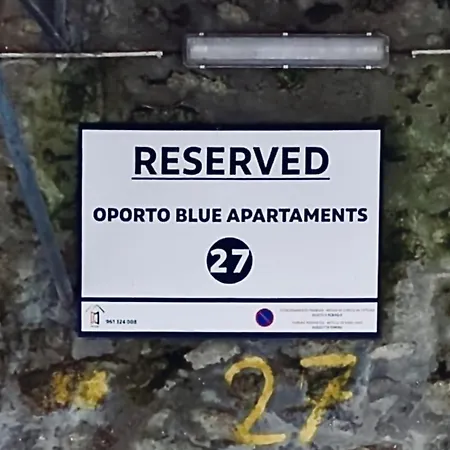 RESERVED
OPORTO BLUE APARTAMENTS
27
961 124 008
27